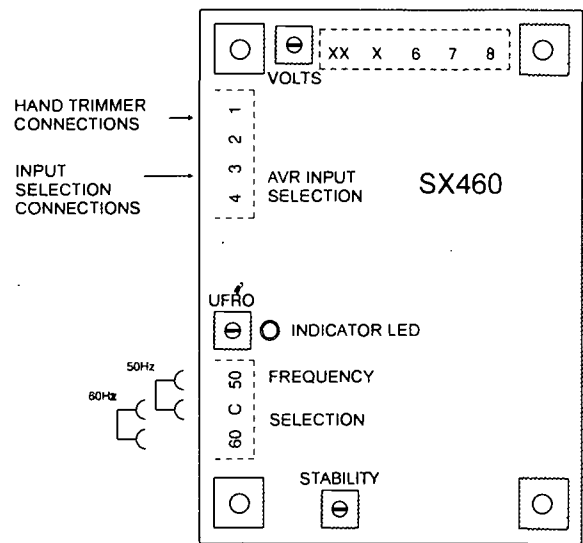 XX X 6 7 8
VOLTS
HAND TRIMMER
CONNECTIONS
1
2
INPUT
SELECTION
CONNECTIONS
3
4
AVR INPUT
SELECTION
SX460
UFRO
INDICATOR LED
50Hz
60Hz
50
C
60
FREQUENCY
SELECTION
STABILITY